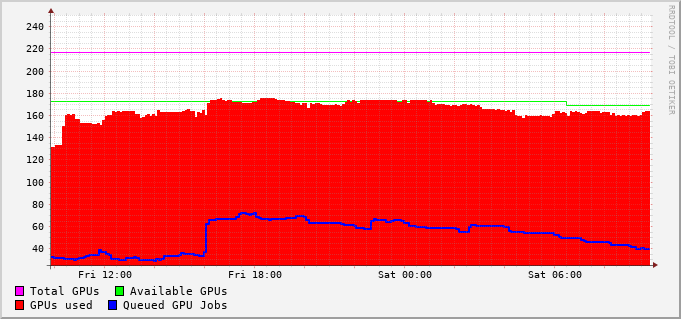 240
220
200
180
160
140
120
100
80
60
40
Fri 12:00 Fri 18:00 Sat 00:00 Sat 06:00
Total GPUs Available GPUs
GPUs used Queued GPU Jobs
RRDTOOL / TOBI OETIKER